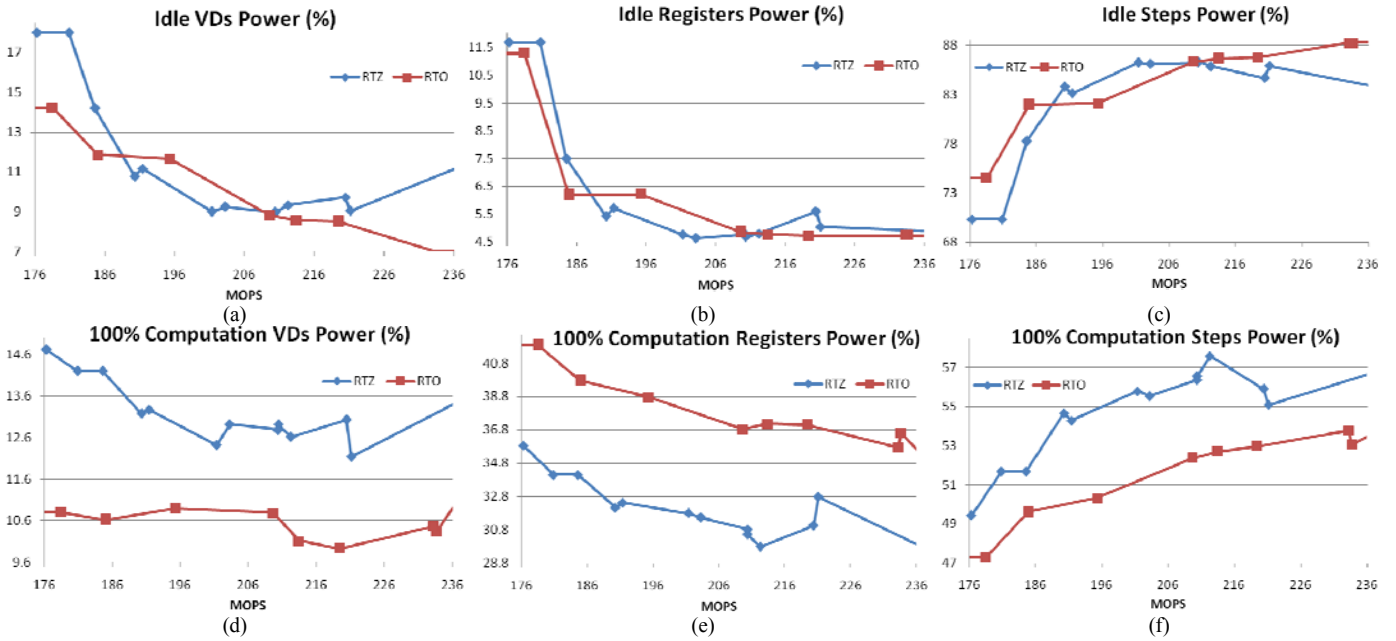 Idle VDs Power (%)
17
15
13
11
9
7
RTZ RTO
176 186 196 206 216 226 236
MOPS
(a)
Idle Registers Power (%)
11.5
9.5
7.5
6.5
5.5
4.5
RTZ RTO
176 186 196 206 216 226 236
MOPS
(b)
Idle Steps Power (%)
88
83
78
73
68
RTZ RTO
176 186 196 206 216 226 236
MOPS
(c)
100% Computation VDs Power (%)
14.6
13.6
12.6
11.6
10.6
9.6
RTZ RTO
176 186 196 206 216 226 236
MOPS
(d)
100% Computation Registers Power (%)
40.8
38.8
36.8
34.8
32.8
30.8
28.8
RTZ RTO
176 186 196 206 216 226 236
MOPS
(e)
100% Computation Steps Power (%)
57
55
53
51
49
47
RTZ RTO
176 186 196 206 216 226 236
MOPS
(f)